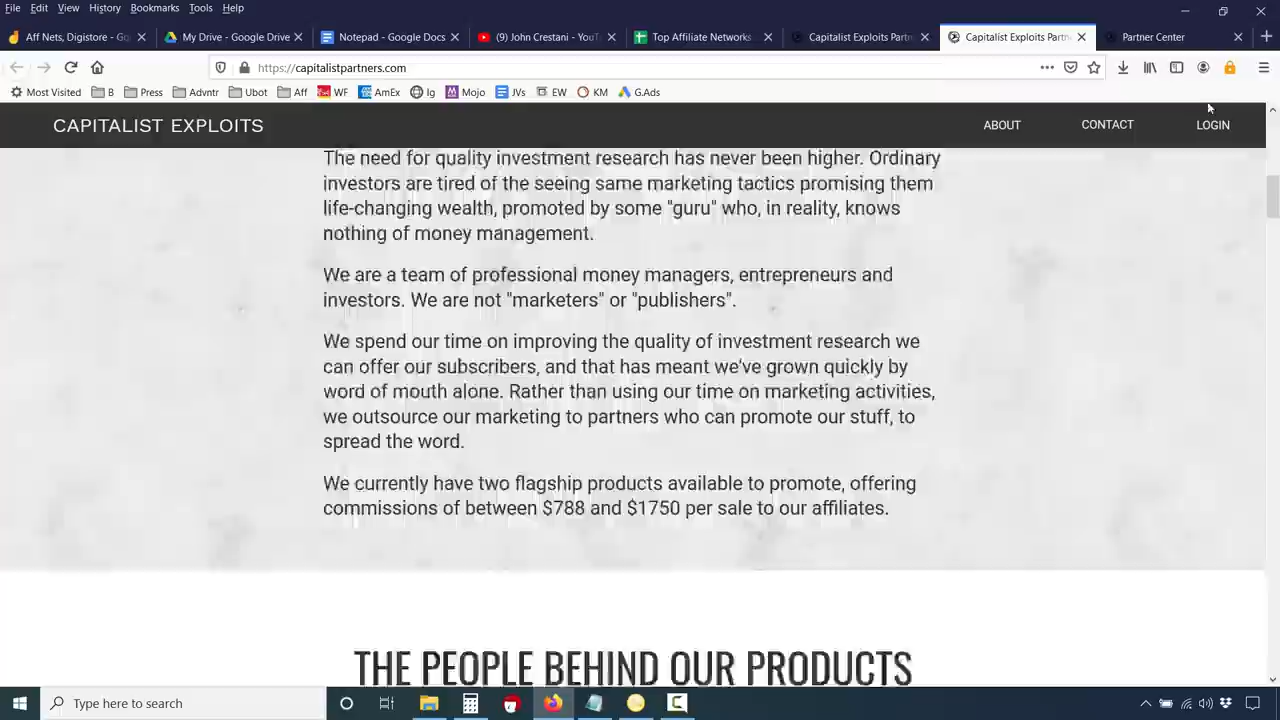 File Edit View History Bookmarks Tools Help
Aff Nets, Digistore - Go
My Drive - Google Drive
Notepad - Google Docs
(9) John Crestani - YouT
Top Affiliate Networks
Capitalist Exploits Partn
Capitalist Exploits Partn
Partner Center
https://capitalistpartners.com
Most Visited B Press Advntr Ubot Aff WF AmEx Ig Mojo JVs EW KM G.Ads
CAPITALIST EXPLOITS
ABOUT CONTACT LOGIN
The need for quality investment research has never been higher. Ordinary
investors are tired of the seeing same marketing tactics promising them
life-changing wealth, promoted by some "guru" who, in reality, knows
nothing of money management.
We are a team of professional money managers, entrepreneurs and
investors. We are not "marketers" or "publishers".
We spend our time on improving the quality of investment research we
can offer our subscribers, and that has meant we've grown quickly by
word of mouth alone. Rather than using our time on marketing activities,
we outsource our marketing to partners who can promote our stuff, to
spread the word.
We currently have two flagship products available to promote, offering
commissions of between $788 and $1750 per sale to our affiliates.
THE PEOPLE BEHIND OUR PRODUCTS
Type here to search